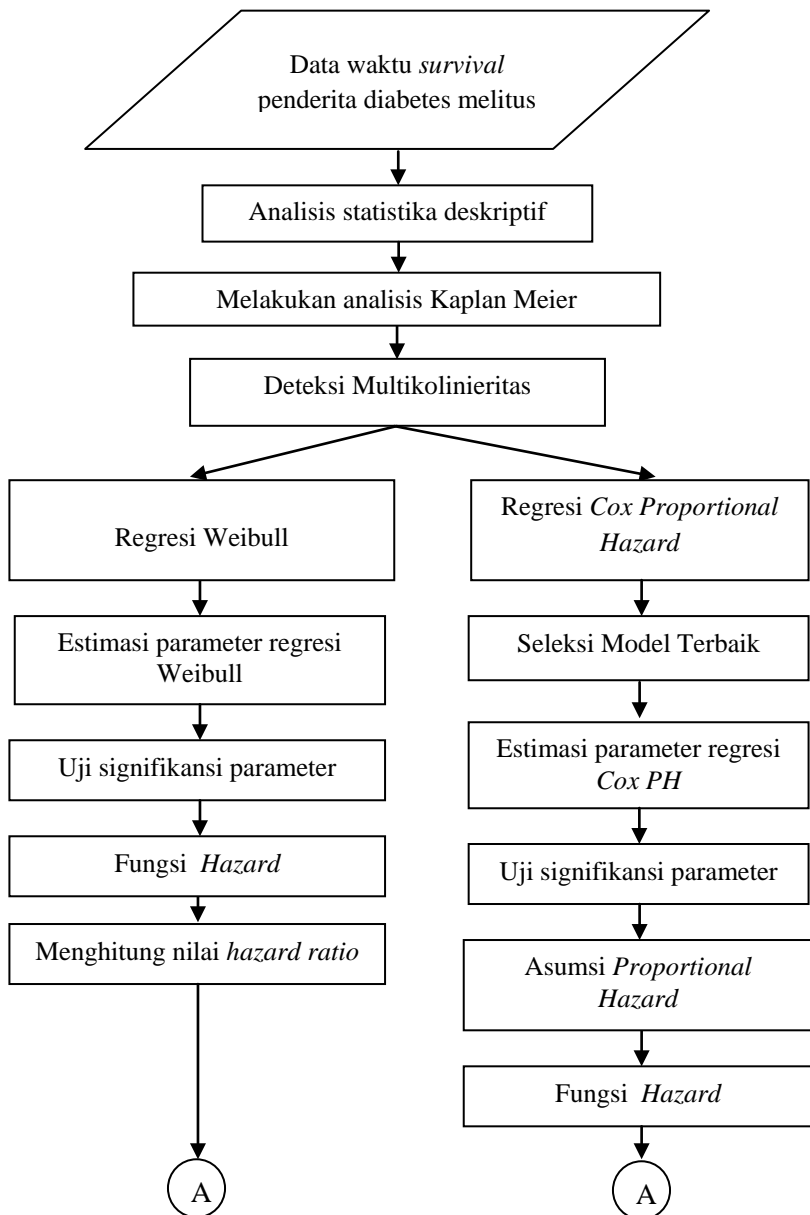 Data waktu survival
penderita diabetes melitus
Analisis statistika deskriptif
Melakukan analisis Kaplan Meier
Deteksi Multikolinieritas
Regresi Weibull
Estimasi parameter regresi
Weibull
Uji signifikansi parameter
Fungsi Hazard
Menghitung nilai hazard ratio
A
Regresi Cox Proportional
Hazard
Seleksi Model Terbaik
Estimasi parameter regresi
Cox PH
Uji signifikansi parameter
Asumsi Proportional
Hazard
Fungsi Hazard
A